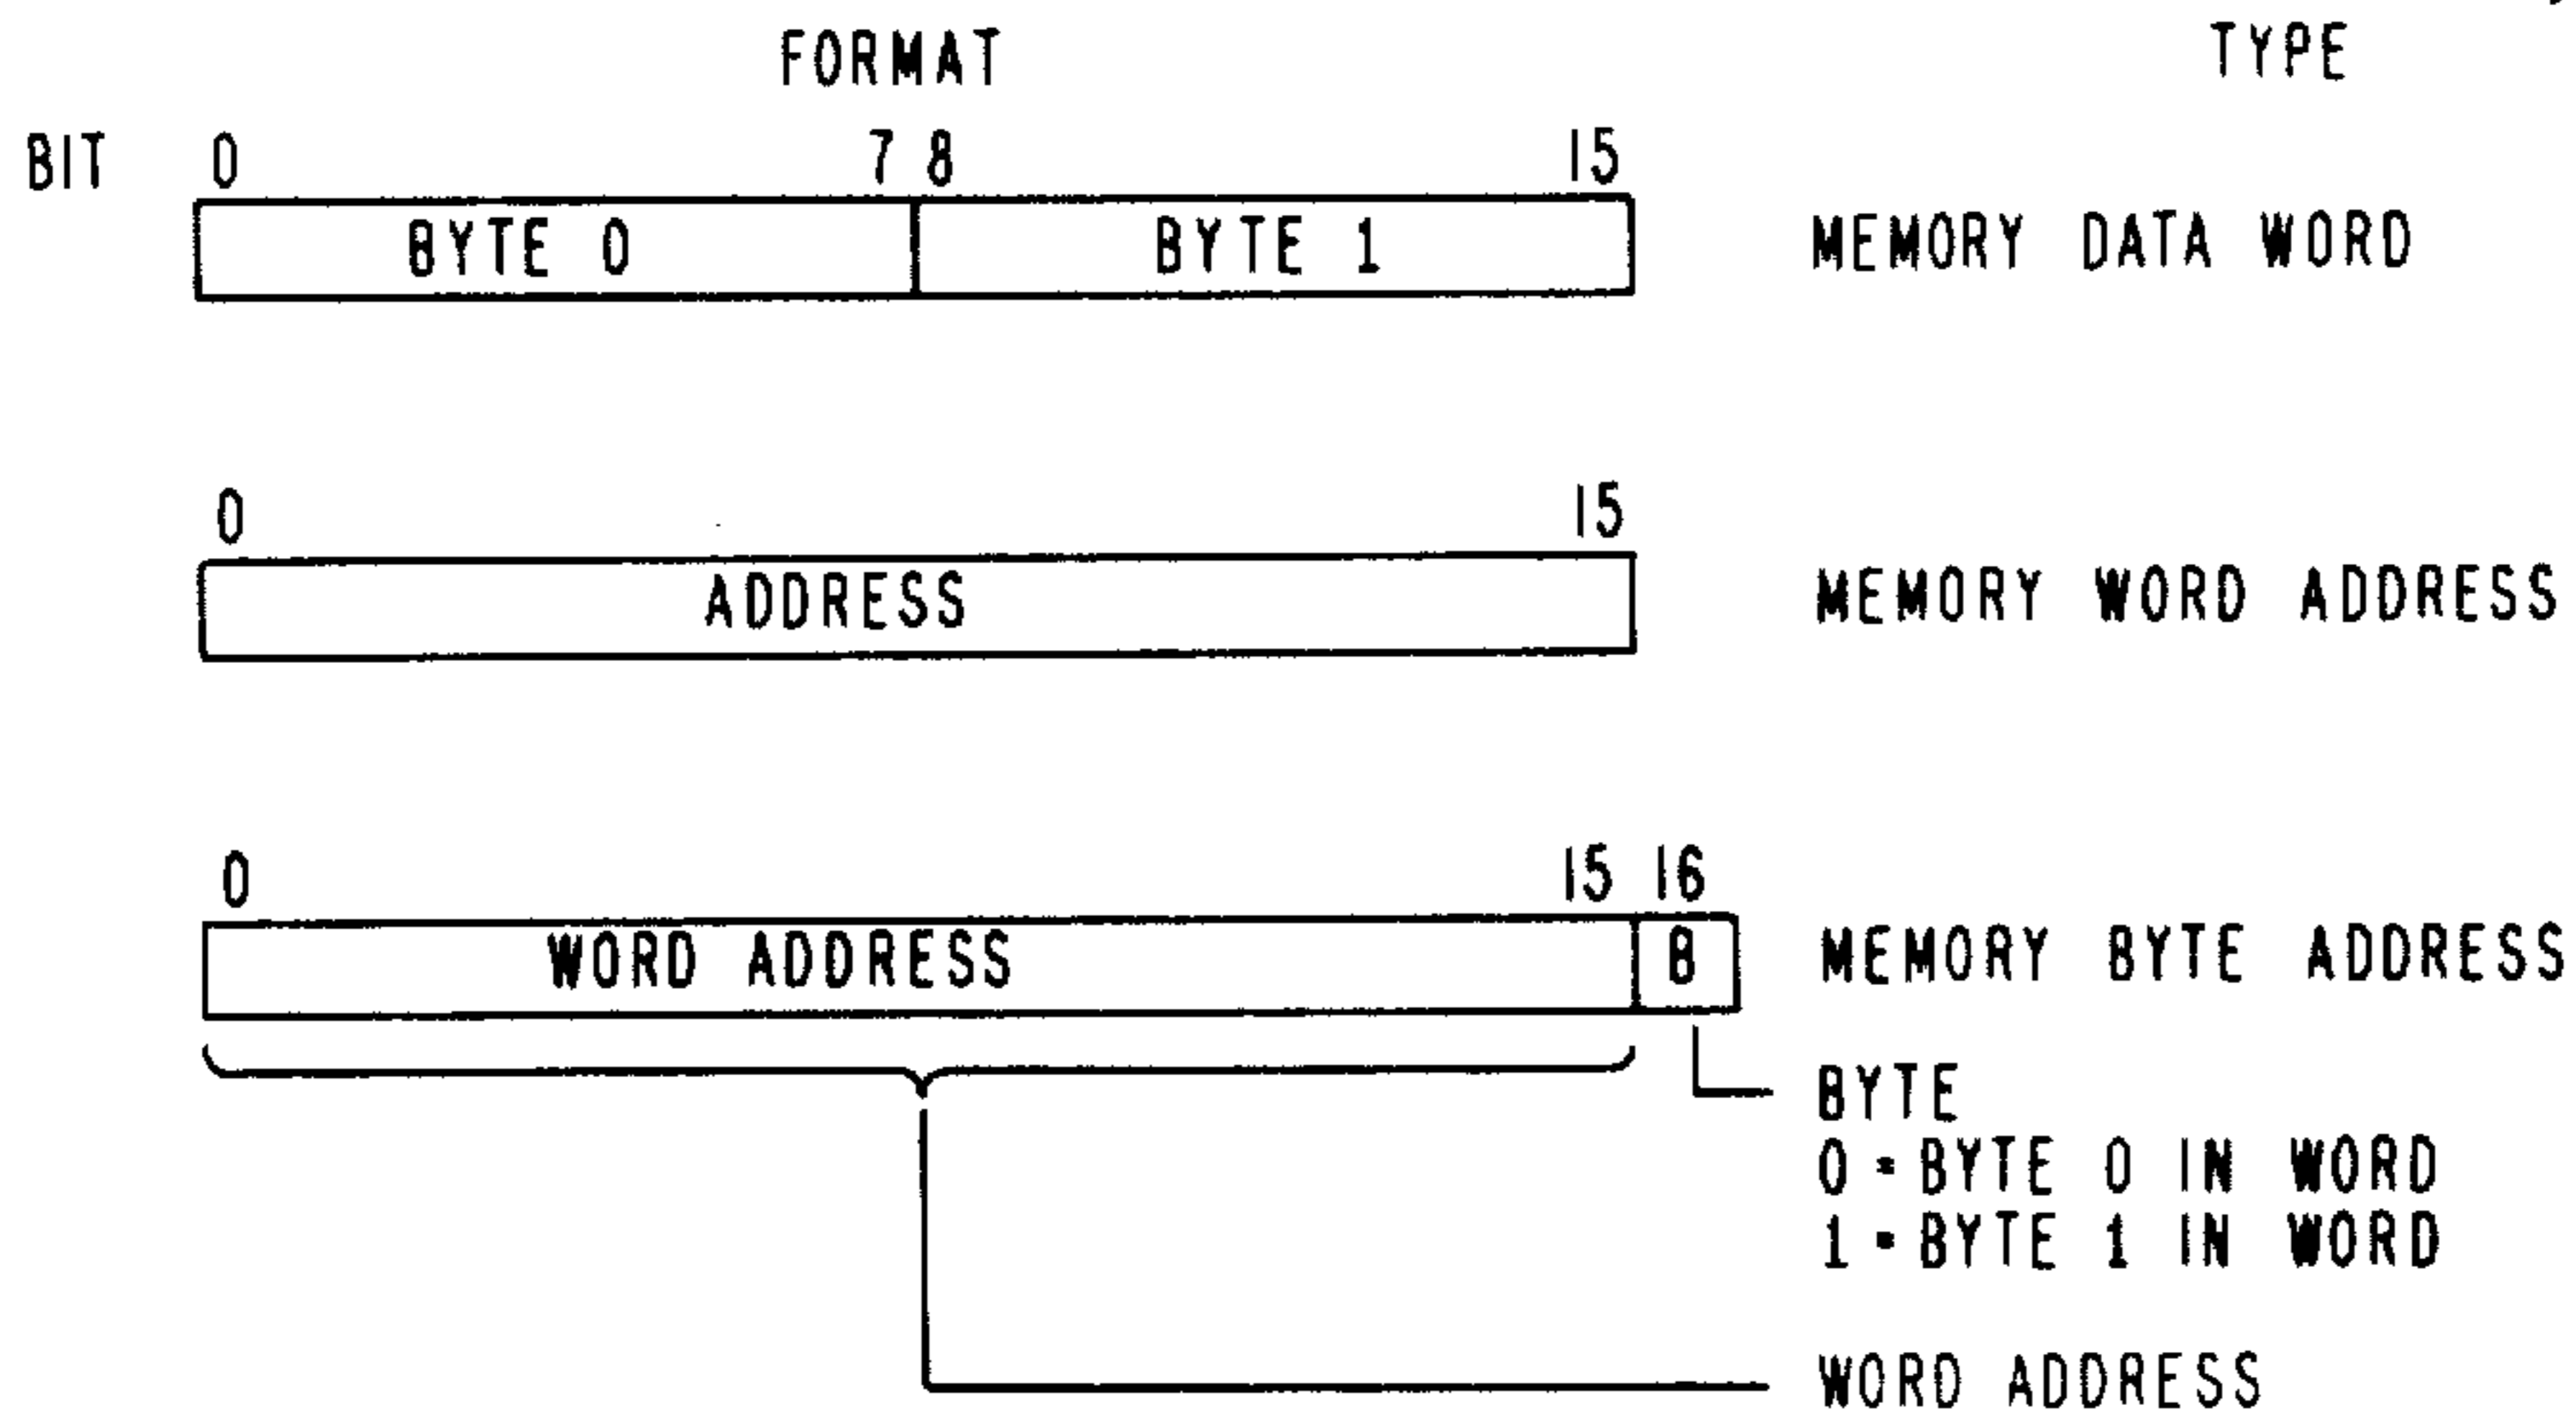 FORMAT TYPE
BIT 0 7 8 15
BYTE 0 BYTE 1 MEMORY DATA WORD
0 15
ADDRESS MEMORY WORD ADDRESS
0 15 16
WORD ADDRESS B MEMORY BYTE ADDRESS
BYTE
0 = BYTE 0 IN WORD
1 = BYTE 1 IN WORD
WORD ADDRESS